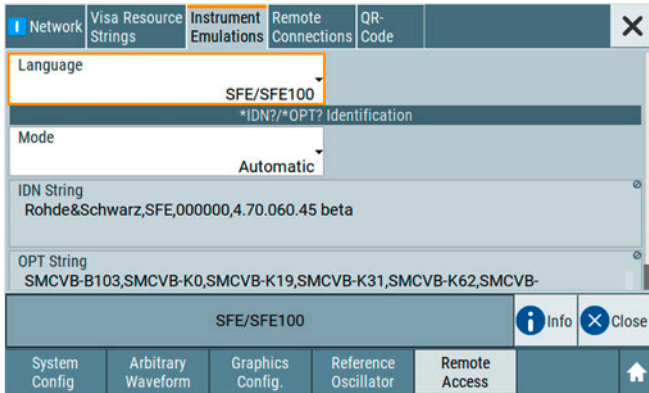 Network
Visa Resource Strings
Instrument Emulations
Remote Connections
QR-Code
Language
SFE/SFE100
*IDN?/*OPT? Identification
Mode
Automatic
IDN String
Rohde&Schwarz,SFE,000000,4.70.060.45 beta
OPT String
SMCVB-B103,SMCVB-K0,SMCVB-K19,SMCVB-K31,SMCVB-K62,SMCVB-
SFE/SFE100
Info
Close
System Config
Arbitrary Waveform
Graphics Config.
Reference Oscillator
Remote Access